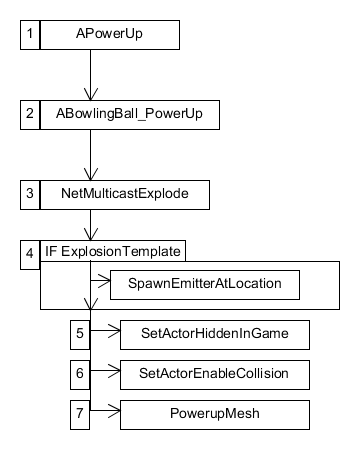 1 APowerUp
2 ABowlingBall_PowerUp
3 NetMulticastExplode
4 IF ExplosionTemplate
SpawnEmitterAtLocation
5 SetActorHiddenInGame
6 SetActorEnableCollision
7 PowerupMesh